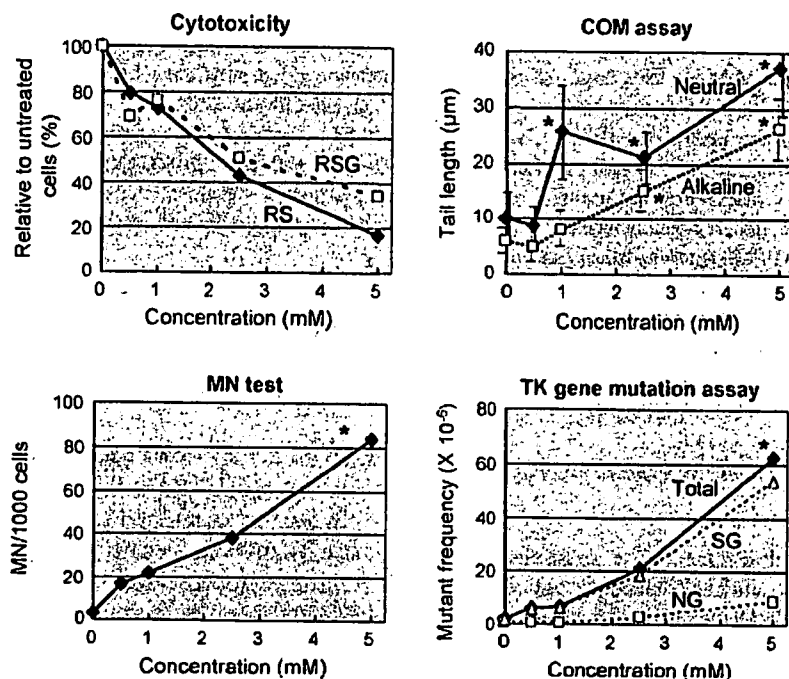 Cytotoxicity
Relative to untreated
cells (%)
100
80
60
40
20
0
RSG
RS
0 1 2 3 4 5
Concentration (mM)
COM assay
Tail length (µm)
40
30
20
10
0
*
*
*
*
*
Neutral
Alkaline
0 1 2 3 4 5
Concentration (mM)
MN test
MN/1000 cells
100
80
60
40
20
0
*
0 1 2 3 4 5
Concentration (mM)
TK gene mutation assay
Mutant frequency (X 10⁻⁶)
80
60
40
20
0
*
Total
SG
NG
0 1 2 3 4 5
Concentration (mM)